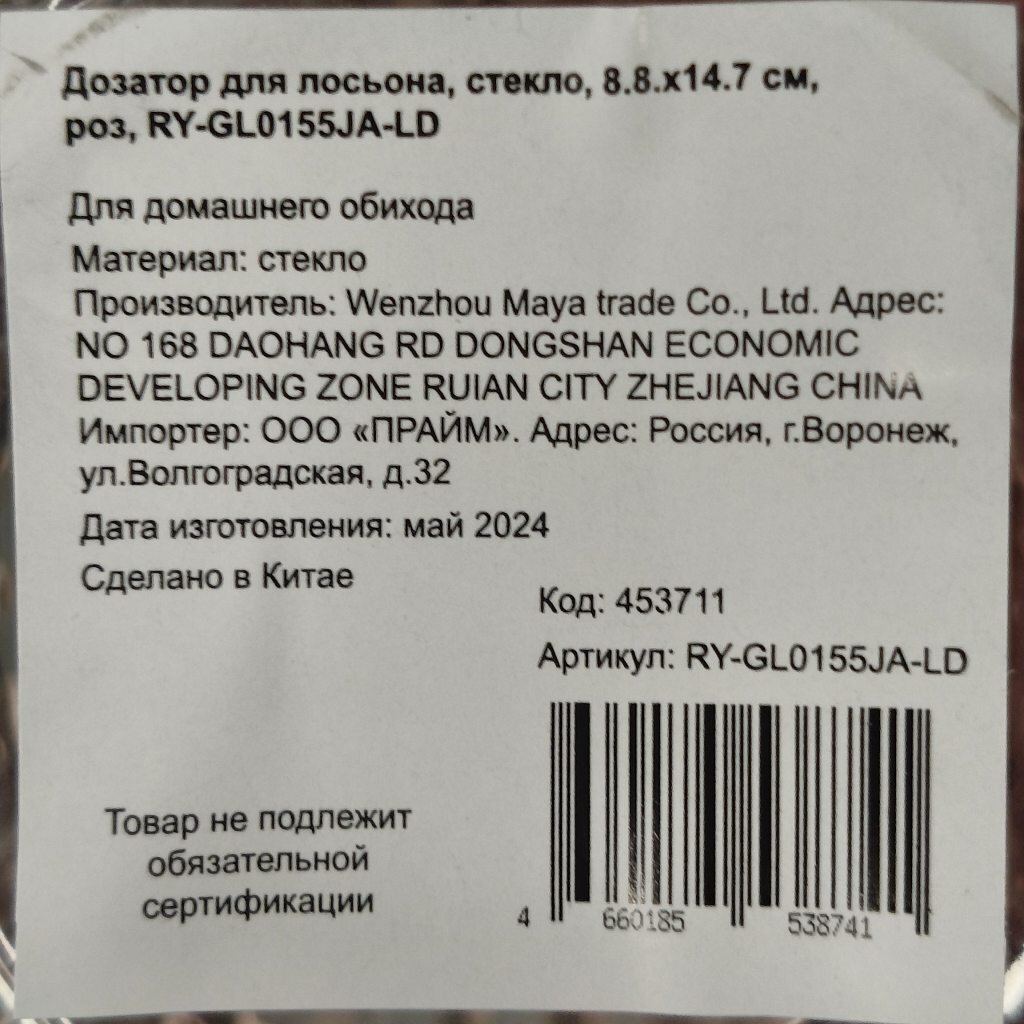 Дозатор для лосьона, стекло, 8.8.x14.7 см,
роз, RY-GL0155JA-LD
Для домашнего обихода
Материал: стекло
Производитель: Wenzhou Maya trade Co., Ltd. Адрес:
NO 168 DAOHANG RD DONGSHAN ECONOMIC
DEVELOPING ZONE RUIAN CITY ZHEJIANG CHINA
Импортер: ООО «ПРАЙМ». Адрес: Россия, г.Воронеж,
ул.Волгоградская, д.32
Дата изготовления: май 2024
Сделано в Китае
Код: 453711
Артикул: RY-GL0155JA-LD
Товар не подлежит
обязательной
сертификации
4 660185 538741